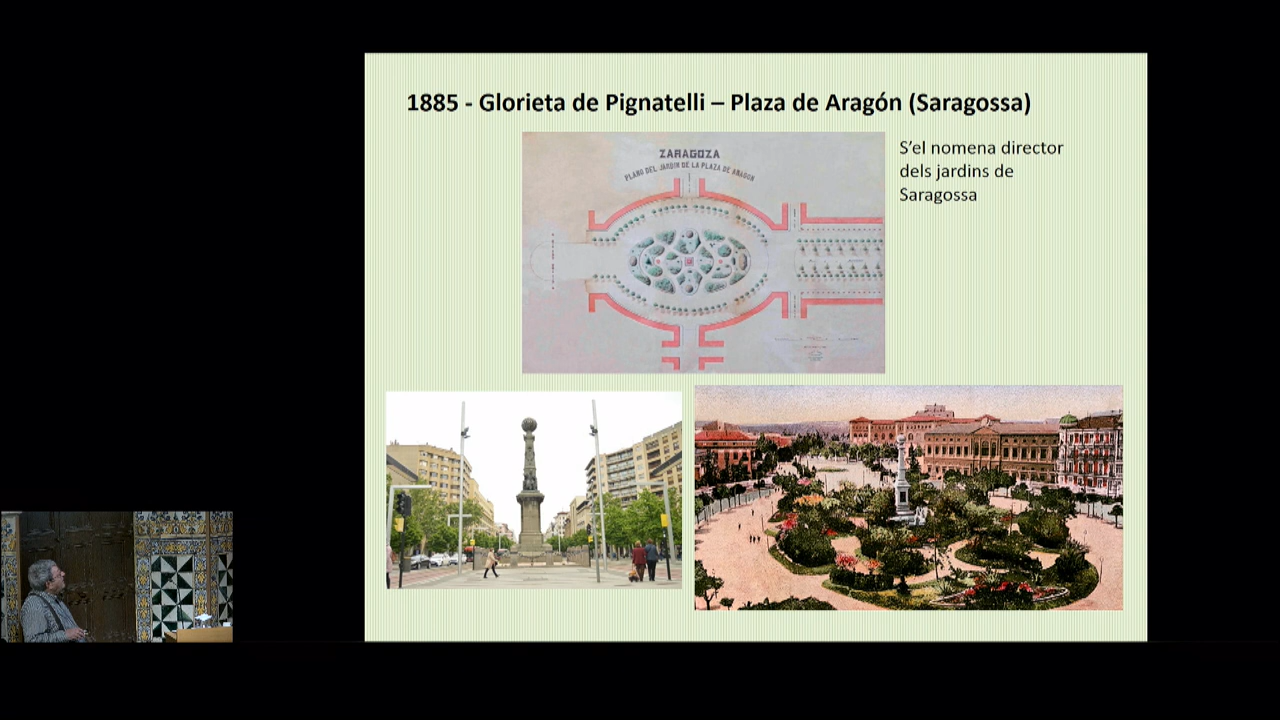 1885 - Glorieta de Pignatelli – Plaza de Aragón (Saragossa)
ZARAGOZA
PLANO DEL JARDIN DE LA PLAZA DE ARAGON
S’el nomena director
dels jardins de
Saragossa